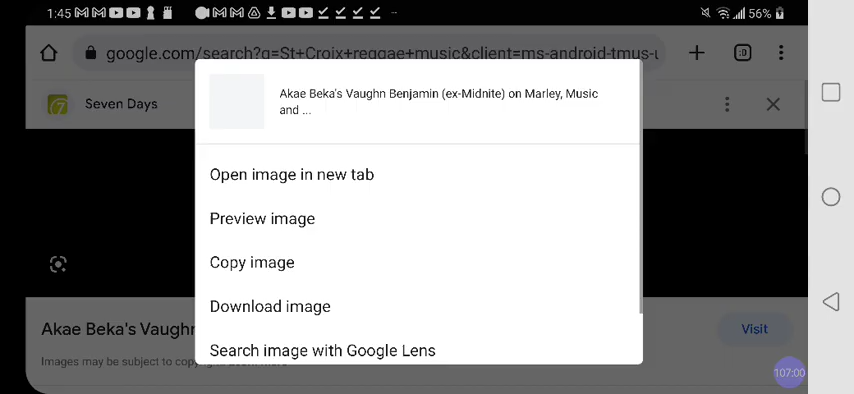 1:45
56%
google.com/search?q=St+Croix+reggae+music&client=ms-android-tmus-u
Seven Days
Akae Beka's Vaughn Benjamin (ex-Midnite) on Marley, Music
and ...
Open image in new tab
Preview image
Copy image
Download image
Search image with Google Lens
Akae Beka's Vaughn
Visit
Images may be subject to
107:00